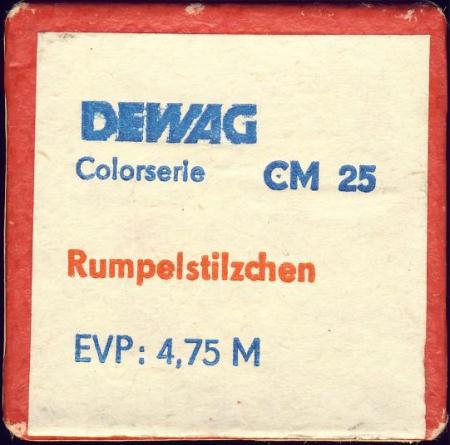 DEWAG
Colorserie CM 25
Rumpelstilzchen
EVP: 4,75 M